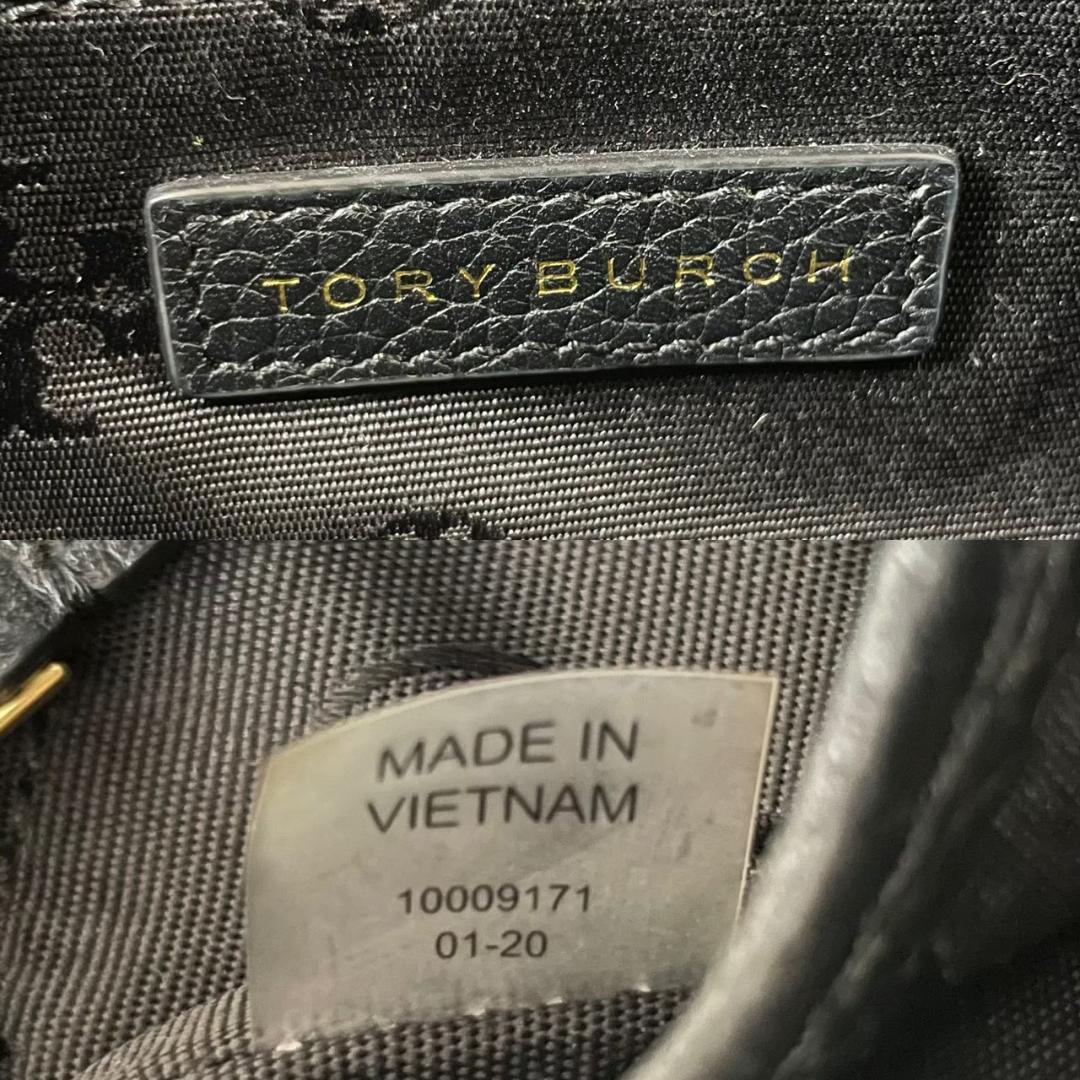 TORY BURCH
MADE IN
VIETNAM
10009171
01-20